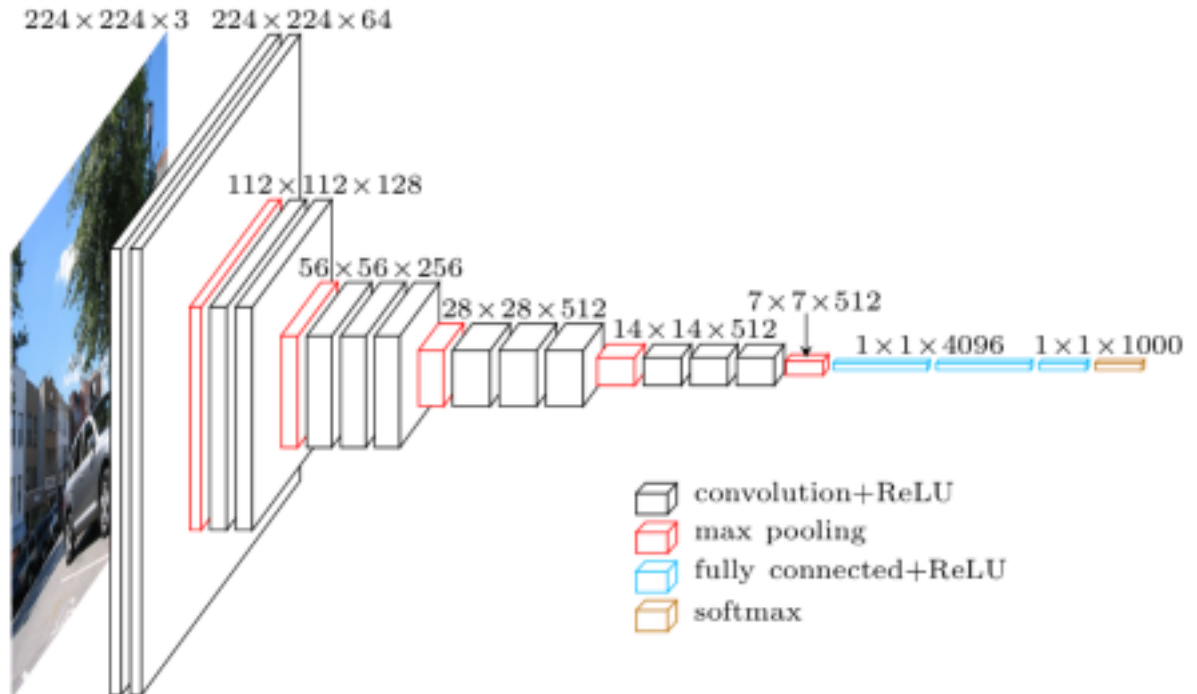 224×224×3
224×224×64
112×112×128
56×56×256
28×28×512
14×14×512
7×7×512
1×1×4096
1×1×1000
convolution+ReLU
max pooling
fully connected+ReLU
softmax